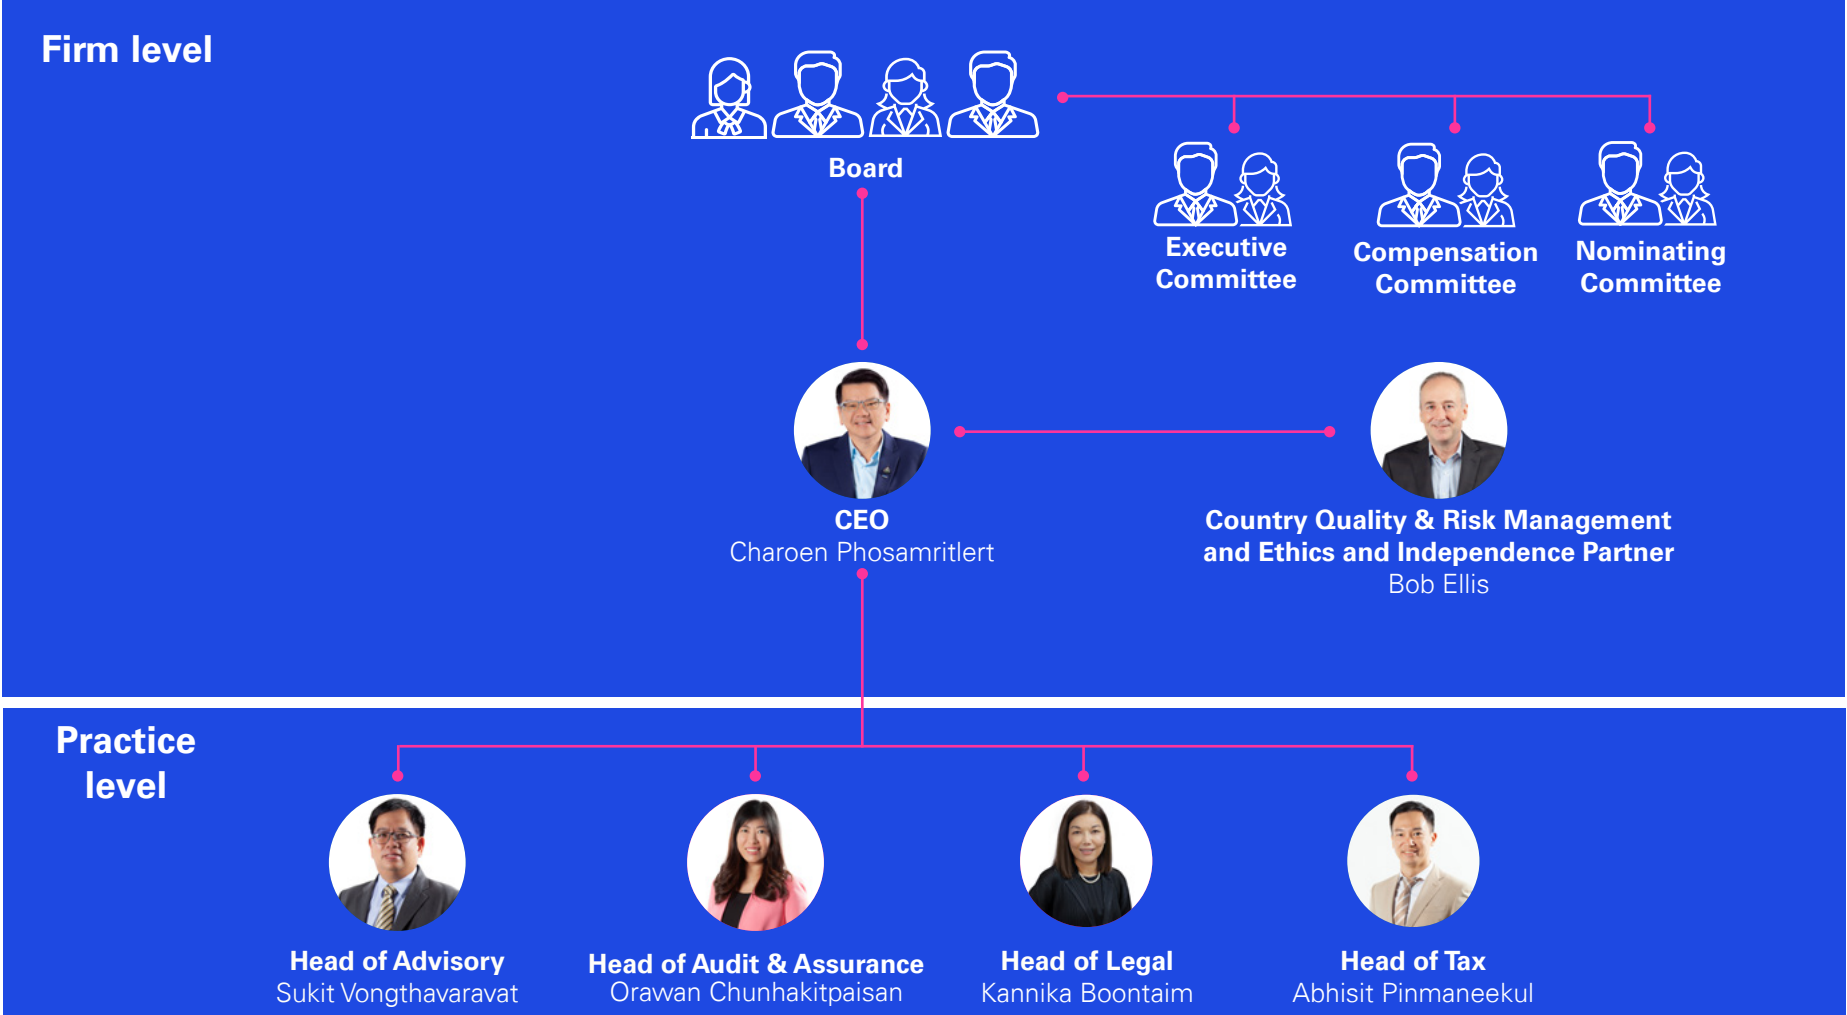 Firm level
Board
Executive
Committee
Compensation
Committee
Nominating
Committee
CEO
Charoen Phosamritlert
Country Quality & Risk Management
and Ethics and Independence Partner
Bob Ellis
Practice
level
Head of Advisory
Sukit Vongthavaravat
Head of Audit & Assurance
Orawan Chunhakitpaisan
Head of Legal
Kannika Boontaim
Head of Tax
Abhisit Pinmaneekul